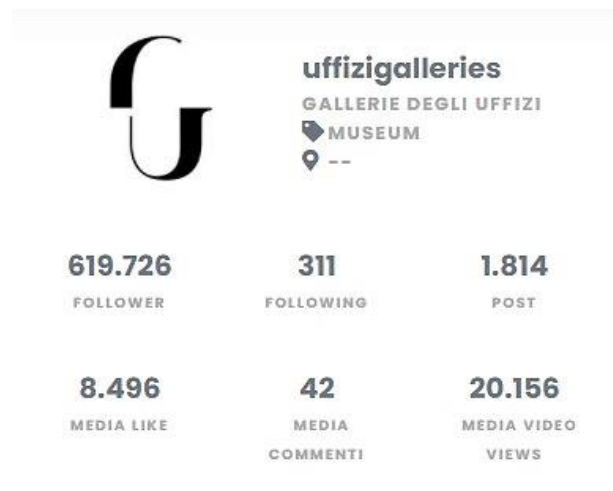 uffizigalleries
GALLERIE DEGLI UFFIZI
MUSEUM
--
619.726 311 1.814
FOLLOWER FOLLOWING POST
8.496 42 20.156
MEDIA LIKE MEDIA MEDIA VIDEO
COMMENTI VIEWS